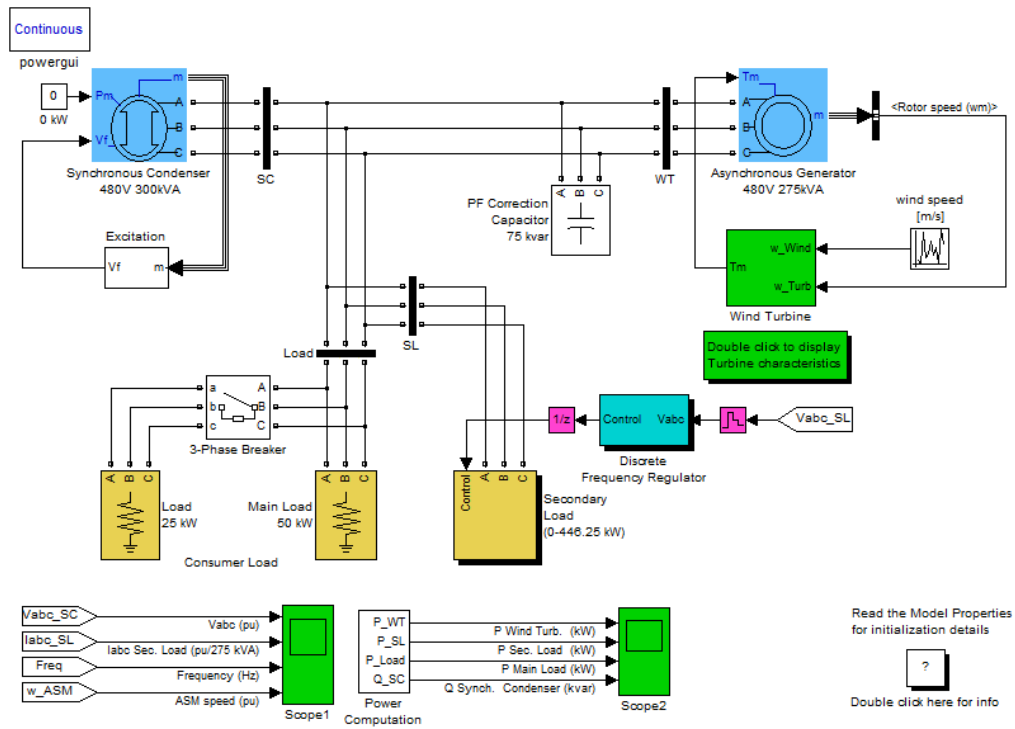 Continuous
powergui
0
0 kW
Pm
Vf_
m
A
B
C
Synchronous Condenser
480V 300kVA
SC
Excitation
Vf
m
A
B
C
PF Correction
Capacitor
75 kvar
WT
Tm
A
B
C
m
Asynchronous Generator
480V 275kVA
<Rotor speed (wm)>
wind speed
[m/s]
Tm
w_Wind
w_Turb
Wind Turbine
Double click to display
Turbine characteristics
SL
Load
a
b
c
A
B
C
3-Phase Breaker
A
B
C
Load
25 kW
A
B
C
Main Load
50 kW
Consumer Load
Control
A
B
C
Secondary
Load
(0-446.25 kW)
1/z
Control
Vabc
Discrete
Frequency Regulator
Vabc_SL
Vabc_SC
Iabc_SL
Freq
w_ASM
Vabc (pu)
Iabc Sec. Load (pu/275 kVA)
Frequency (Hz)
ASM speed (pu)
Scope1
P_WT
P_SL
P_Load
Q_SC
Power
Computation
P Wind Turb. (kW)
P Sec. Load (kW)
P Main Load (kW)
Q Synch. Condenser (kvar)
Scope2
Read the Model Properties
for initialization details
?
Double click here for info